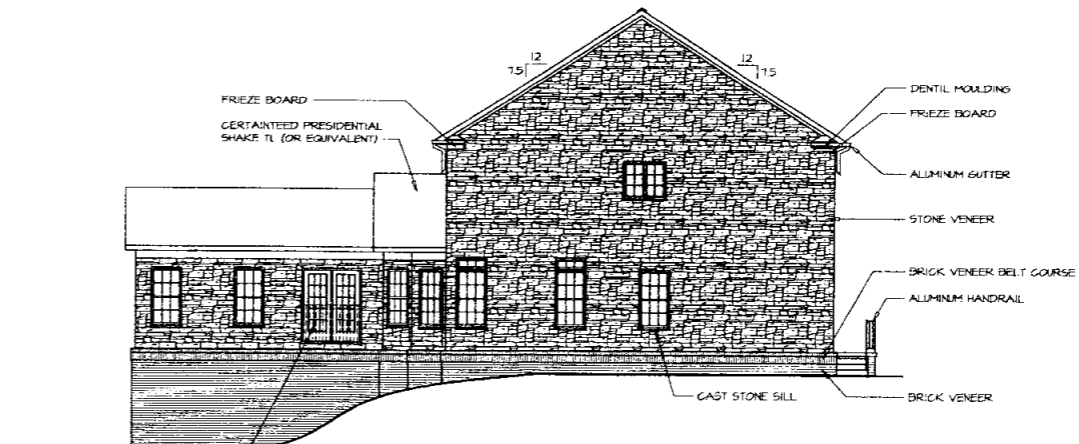 12
7.5
12
7.5
FRIEZE BOARD
CERTAINTEED PRESIDENTIAL
SHAKE TL (OR EQUIVALENT)
DENTIL MOULDING
FRIEZE BOARD
ALUMINUM GUTTER
STONE VENEER
BRICK VENEER BELT COURSE
ALUMINUM HANDRAIL
CAST STONE SILL
BRICK VENEER